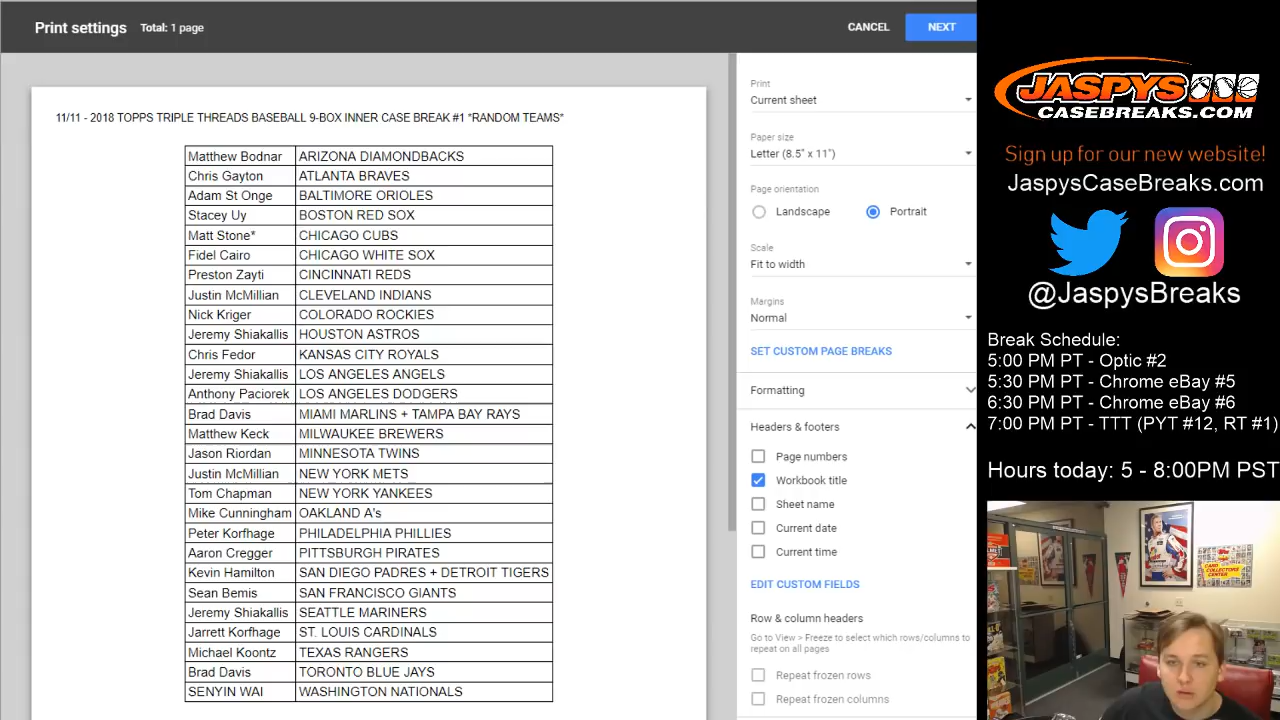 Print settings Total: 1 page CANCEL NEXT
11/11 - 2018 TOPPS TRIPLE THREADS BASEBALL 9-BOX INNER CASE BREAK #1 *RANDOM TEAMS*
Matthew Bodnar ARIZONA DIAMONDBACKS
Chris Gayton ATLANTA BRAVES
Adam St Onge BALTIMORE ORIOLES
Stacey Uy BOSTON RED SOX
Matt Stone* CHICAGO CUBS
Fidel Cairo CHICAGO WHITE SOX
Preston Zayti CINCINNATI REDS
Justin McMillian CLEVELAND INDIANS
Nick Kriger COLORADO ROCKIES
Jeremy Shiakallis HOUSTON ASTROS
Chris Fedor KANSAS CITY ROYALS
Jeremy Shiakallis LOS ANGELES ANGELS
Anthony Paciorek LOS ANGELES DODGERS
Brad Davis MIAMI MARLINS + TAMPA BAY RAYS
Matthew Keck MILWAUKEE BREWERS
Jason Riordan MINNESOTA TWINS
Justin McMillian NEW YORK METS
Tom Chapman NEW YORK YANKEES
Mike Cunningham OAKLAND A's
Peter Korfhage PHILADELPHIA PHILLIES
Aaron Cregger PITTSBURGH PIRATES
Kevin Hamilton SAN DIEGO PADRES + DETROIT TIGERS
Sean Bemis SAN FRANCISCO GIANTS
Jeremy Shiakallis SEATTLE MARINERS
Jarrett Korfhage ST. LOUIS CARDINALS
Michael Koontz TEXAS RANGERS
Brad Davis TORONTO BLUE JAYS
SENYIN WAI WASHINGTON NATIONALS
Print
Current sheet
Paper size
Letter (8.5" x 11")
Page orientation
Landscape Portrait
Scale
Fit to width
Margins
Normal
SET CUSTOM PAGE BREAKS
Formatting
Headers & footers
Page numbers
Workbook title
Sheet name
Current date
Current time
EDIT CUSTOM FIELDS
Row & column headers
Go to View > Freeze to select which rows/columns to
repeat on all pages
Repeat frozen rows
Repeat frozen columns
JASPYS
CASEBREAKS.COM
Sign up for our new website!
JaspysCaseBreaks.com
@JaspysBreaks
Break Schedule:
5:00 PM PT - Optic #2
5:30 PM PT - Chrome eBay #5
6:30 PM PT - Chrome eBay #6
7:00 PM PT - TTT (PYT #12, RT #1)
Hours today: 5 - 8:00PM PST
CARD
COLLECTORS
CENTER